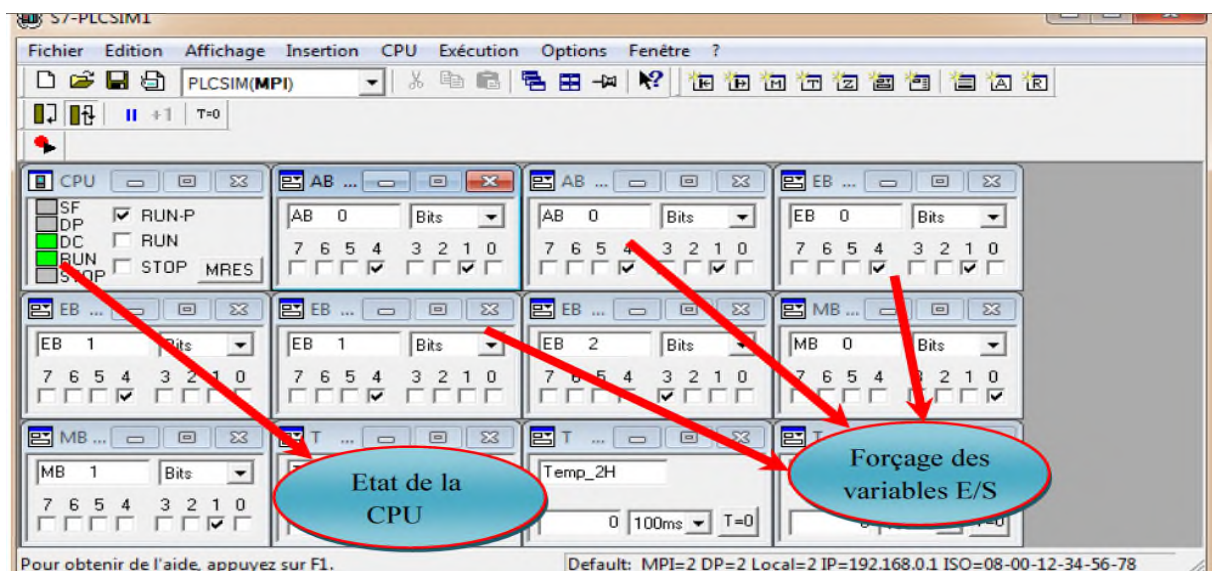 S7-PLCSIM1
Fichier Edition Affichage Insertion CPU Exécution Options Fenêtre ?
PLCSIM(MPI)
+1 T=0
CPU
SF
DP
DC
RUN
STOP
RUN-P
RUN
STOP MRES
AB ...
AB 0 Bits
7 6 5 4 3 2 1 0
AB ...
AB 0 Bits
7 6 5 4 3 2 1 0
EB ...
EB 0 Bits
7 6 5 4 3 2 1 0
EB ...
EB 1 Bits
7 6 5 4 3 2 1 0
EB ...
EB 1 Bits
7 6 5 4 3 2 1 0
EB ...
EB 2 Bits
7 6 5 4 3 2 1 0
MB ...
MB 0 Bits
7 6 5 4 3 2 1 0
MB ...
MB 1 Bits
7 6 5 4 3 2 1 0
T ...
Etat de la
CPU
T ...
Temp_2H
0 100ms T=0
T
Forçage des
variables E/S
Pour obtenir de l'aide, appuyez sur F1.
Default: MPI=2 DP=2 Local=2 IP=192.168.0.1 ISO=08-00-12-34-56-78